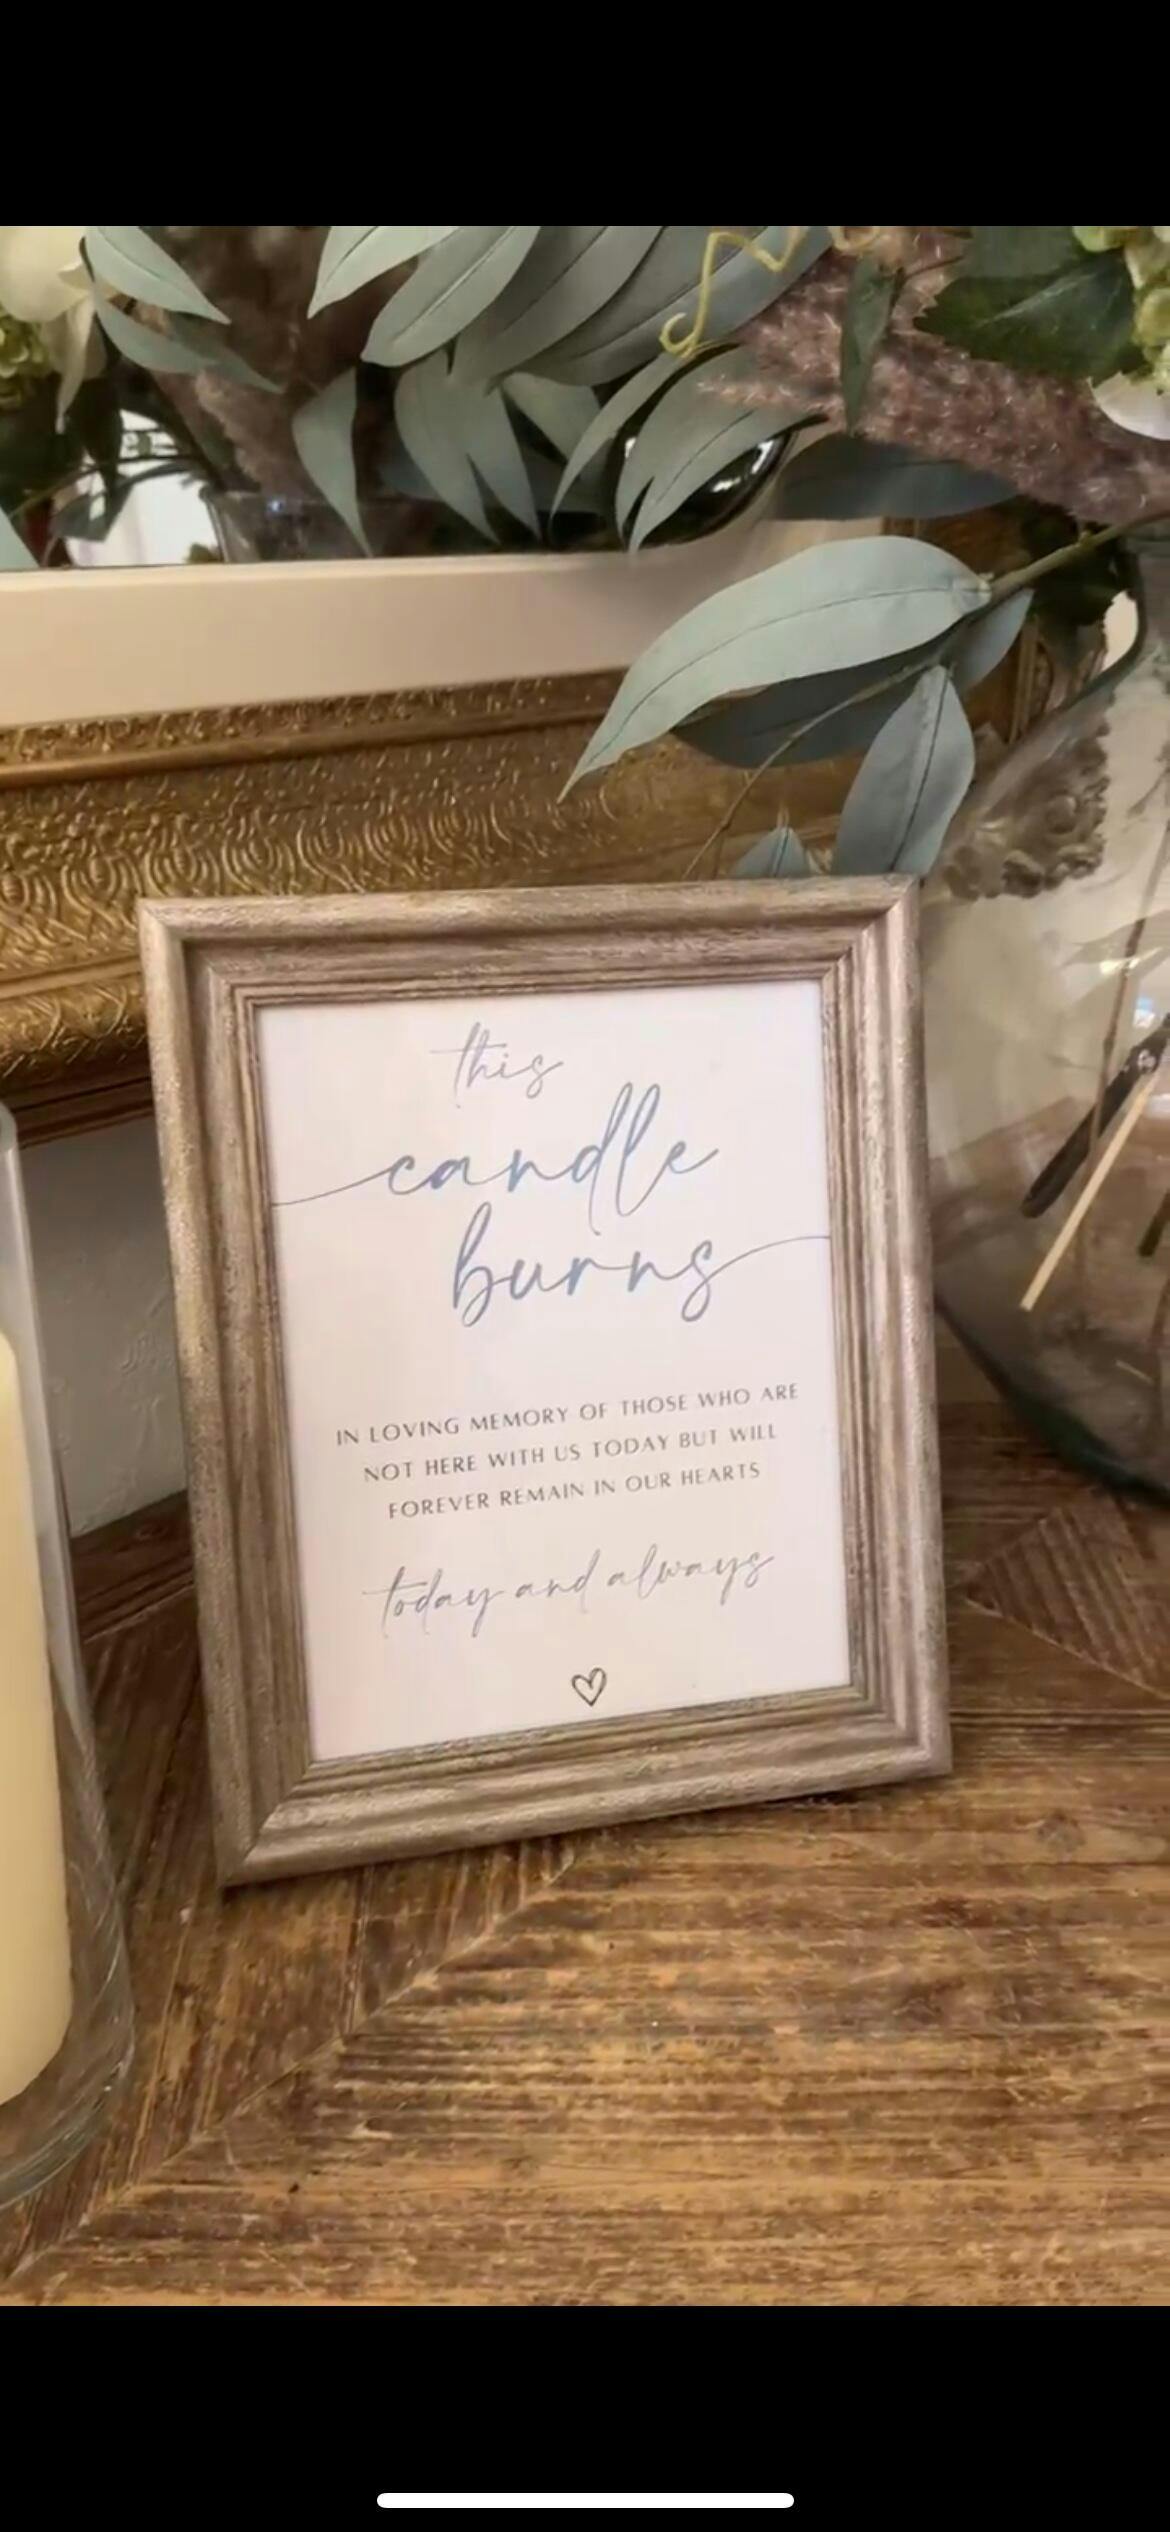 this
candle
burns
IN LOVING MEMORY OF THOSE WHO ARE
NOT HERE WITH US TODAY BUT WILL
FOREVER REMAIN IN OUR HEARTS
today and always